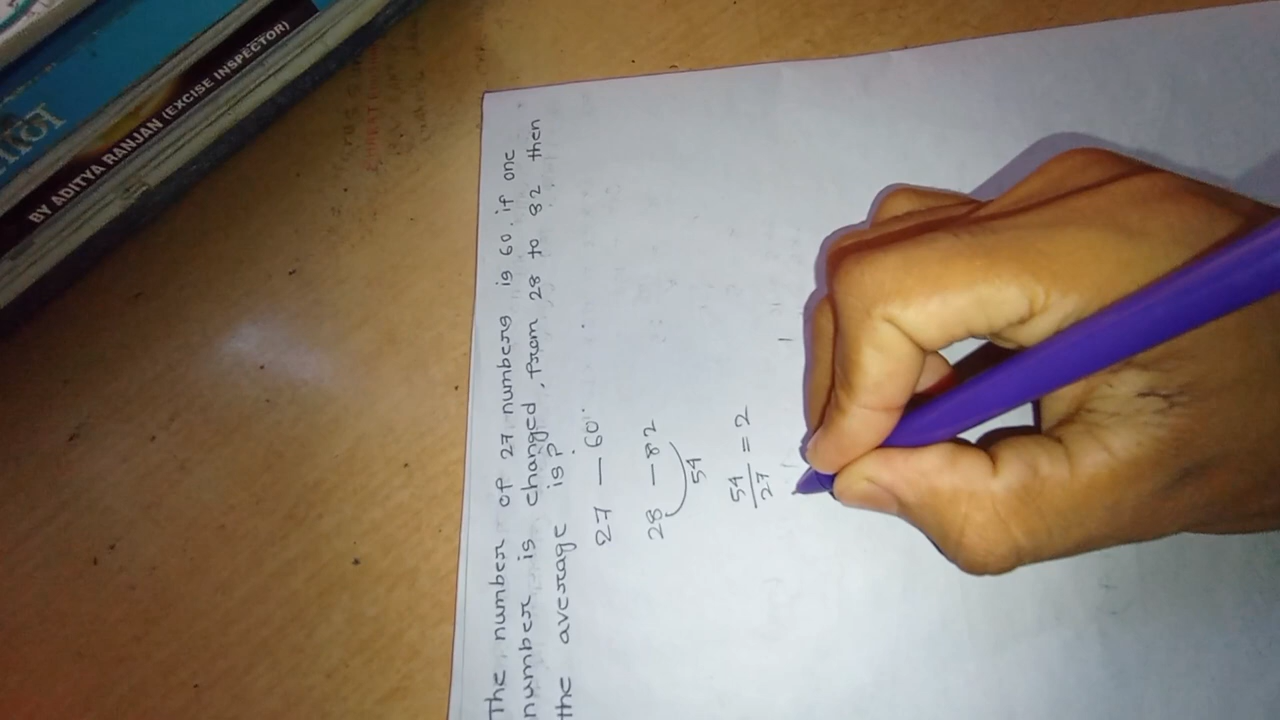 The number of 27 numbers is 60. if one
number is changed, from 28 to 82 then
the average is?
27 — 60
28 — 82
54
54/27 = 2
BY ADITYA RANJAN (EXCISE INSPECTOR)